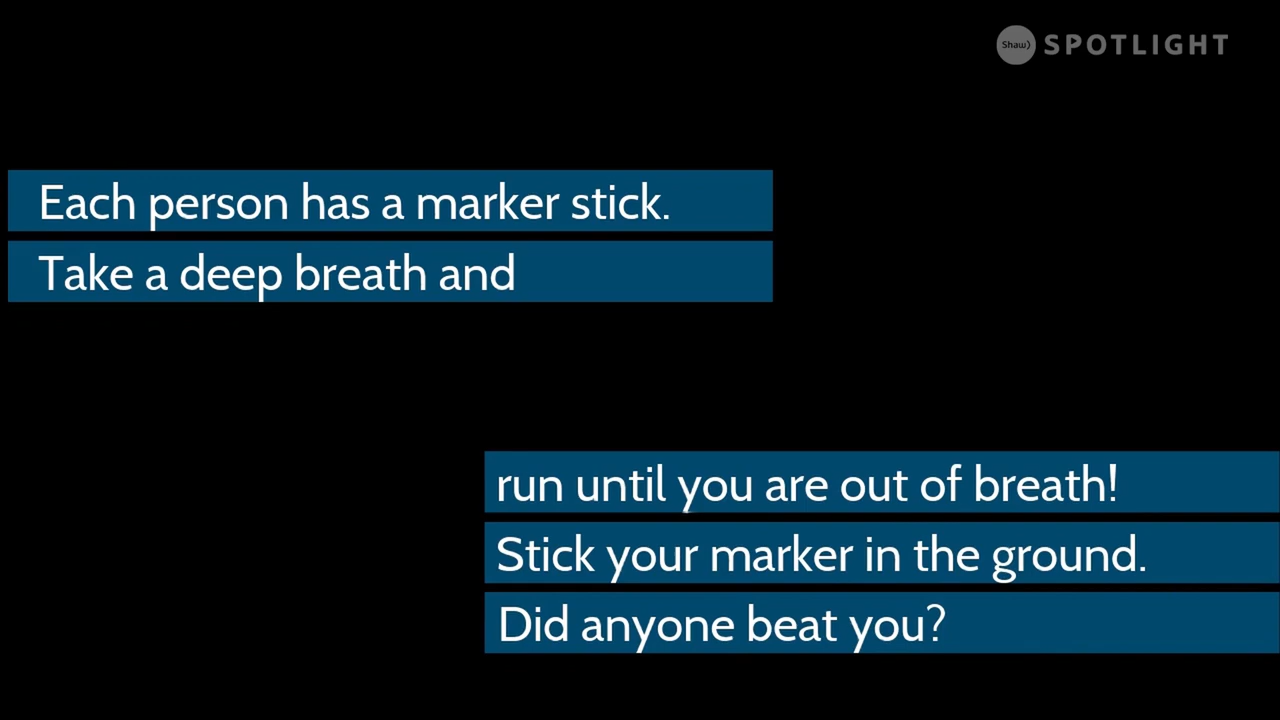 Shaw) SPOTLIGHT
Each person has a marker stick.
Take a deep breath and
run until you are out of breath!
Stick your marker in the ground.
Did anyone beat you?